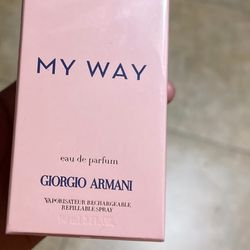 MY WAY
eau de parfum
GIORGIO ARMANI
VAPORISATEUR RECHARGEABLE
REFILLABLE SPRAY